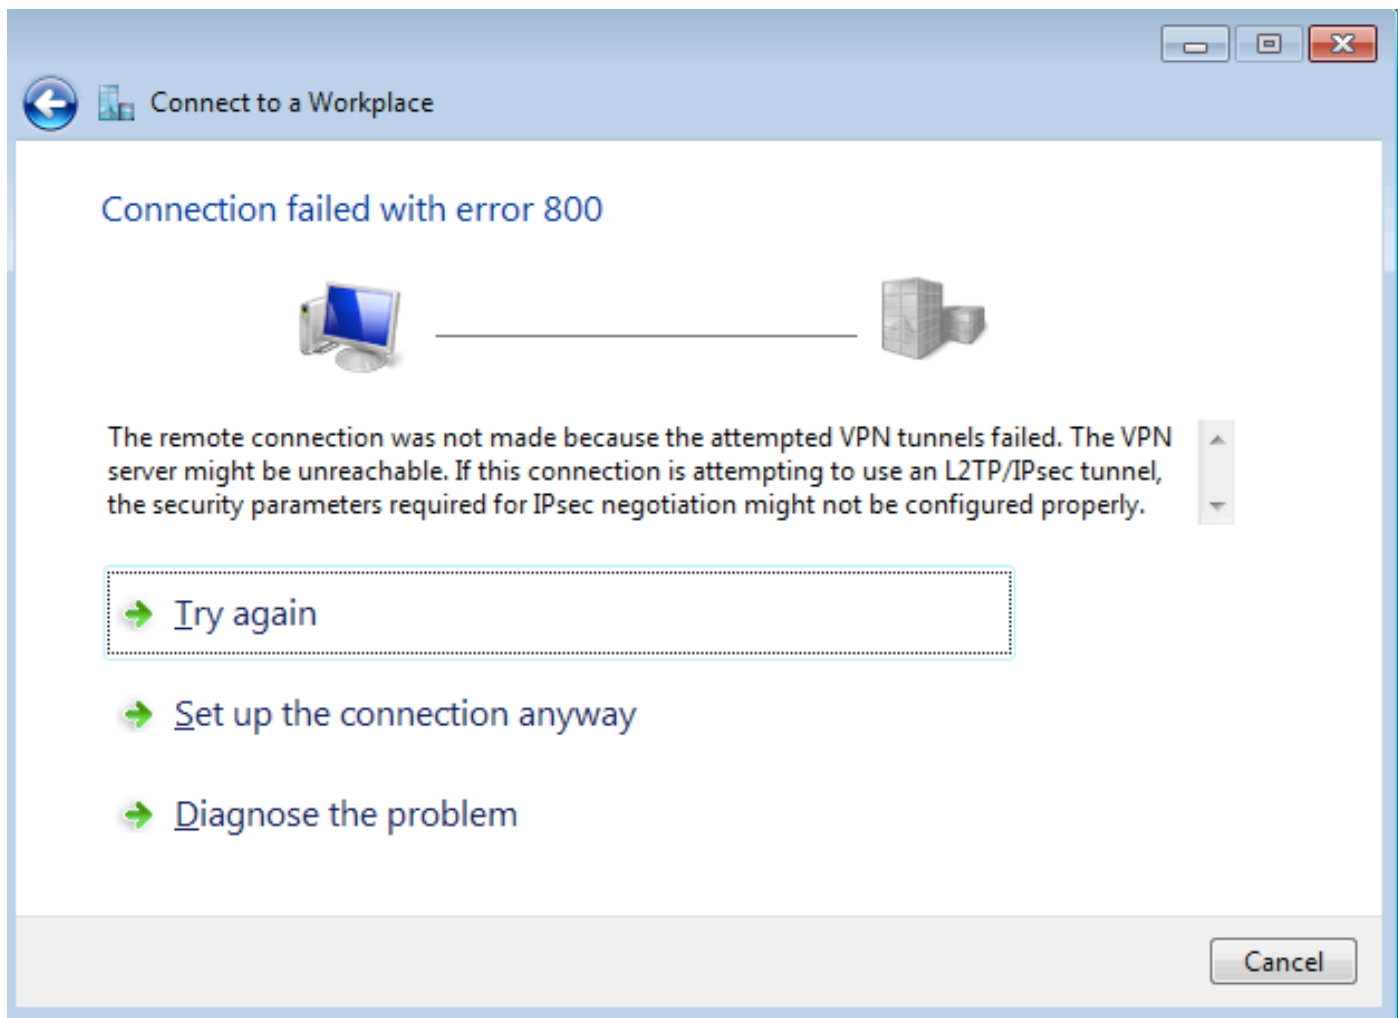 Connect to a Workplace
Connection failed with error 800
The remote connection was not made because the attempted VPN tunnels failed. The VPN
server might be unreachable. If this connection is attempting to use an L2TP/IPsec tunnel,
the security parameters required for IPsec negotiation might not be configured properly.
Try again
Set up the connection anyway
Diagnose the problem
Cancel